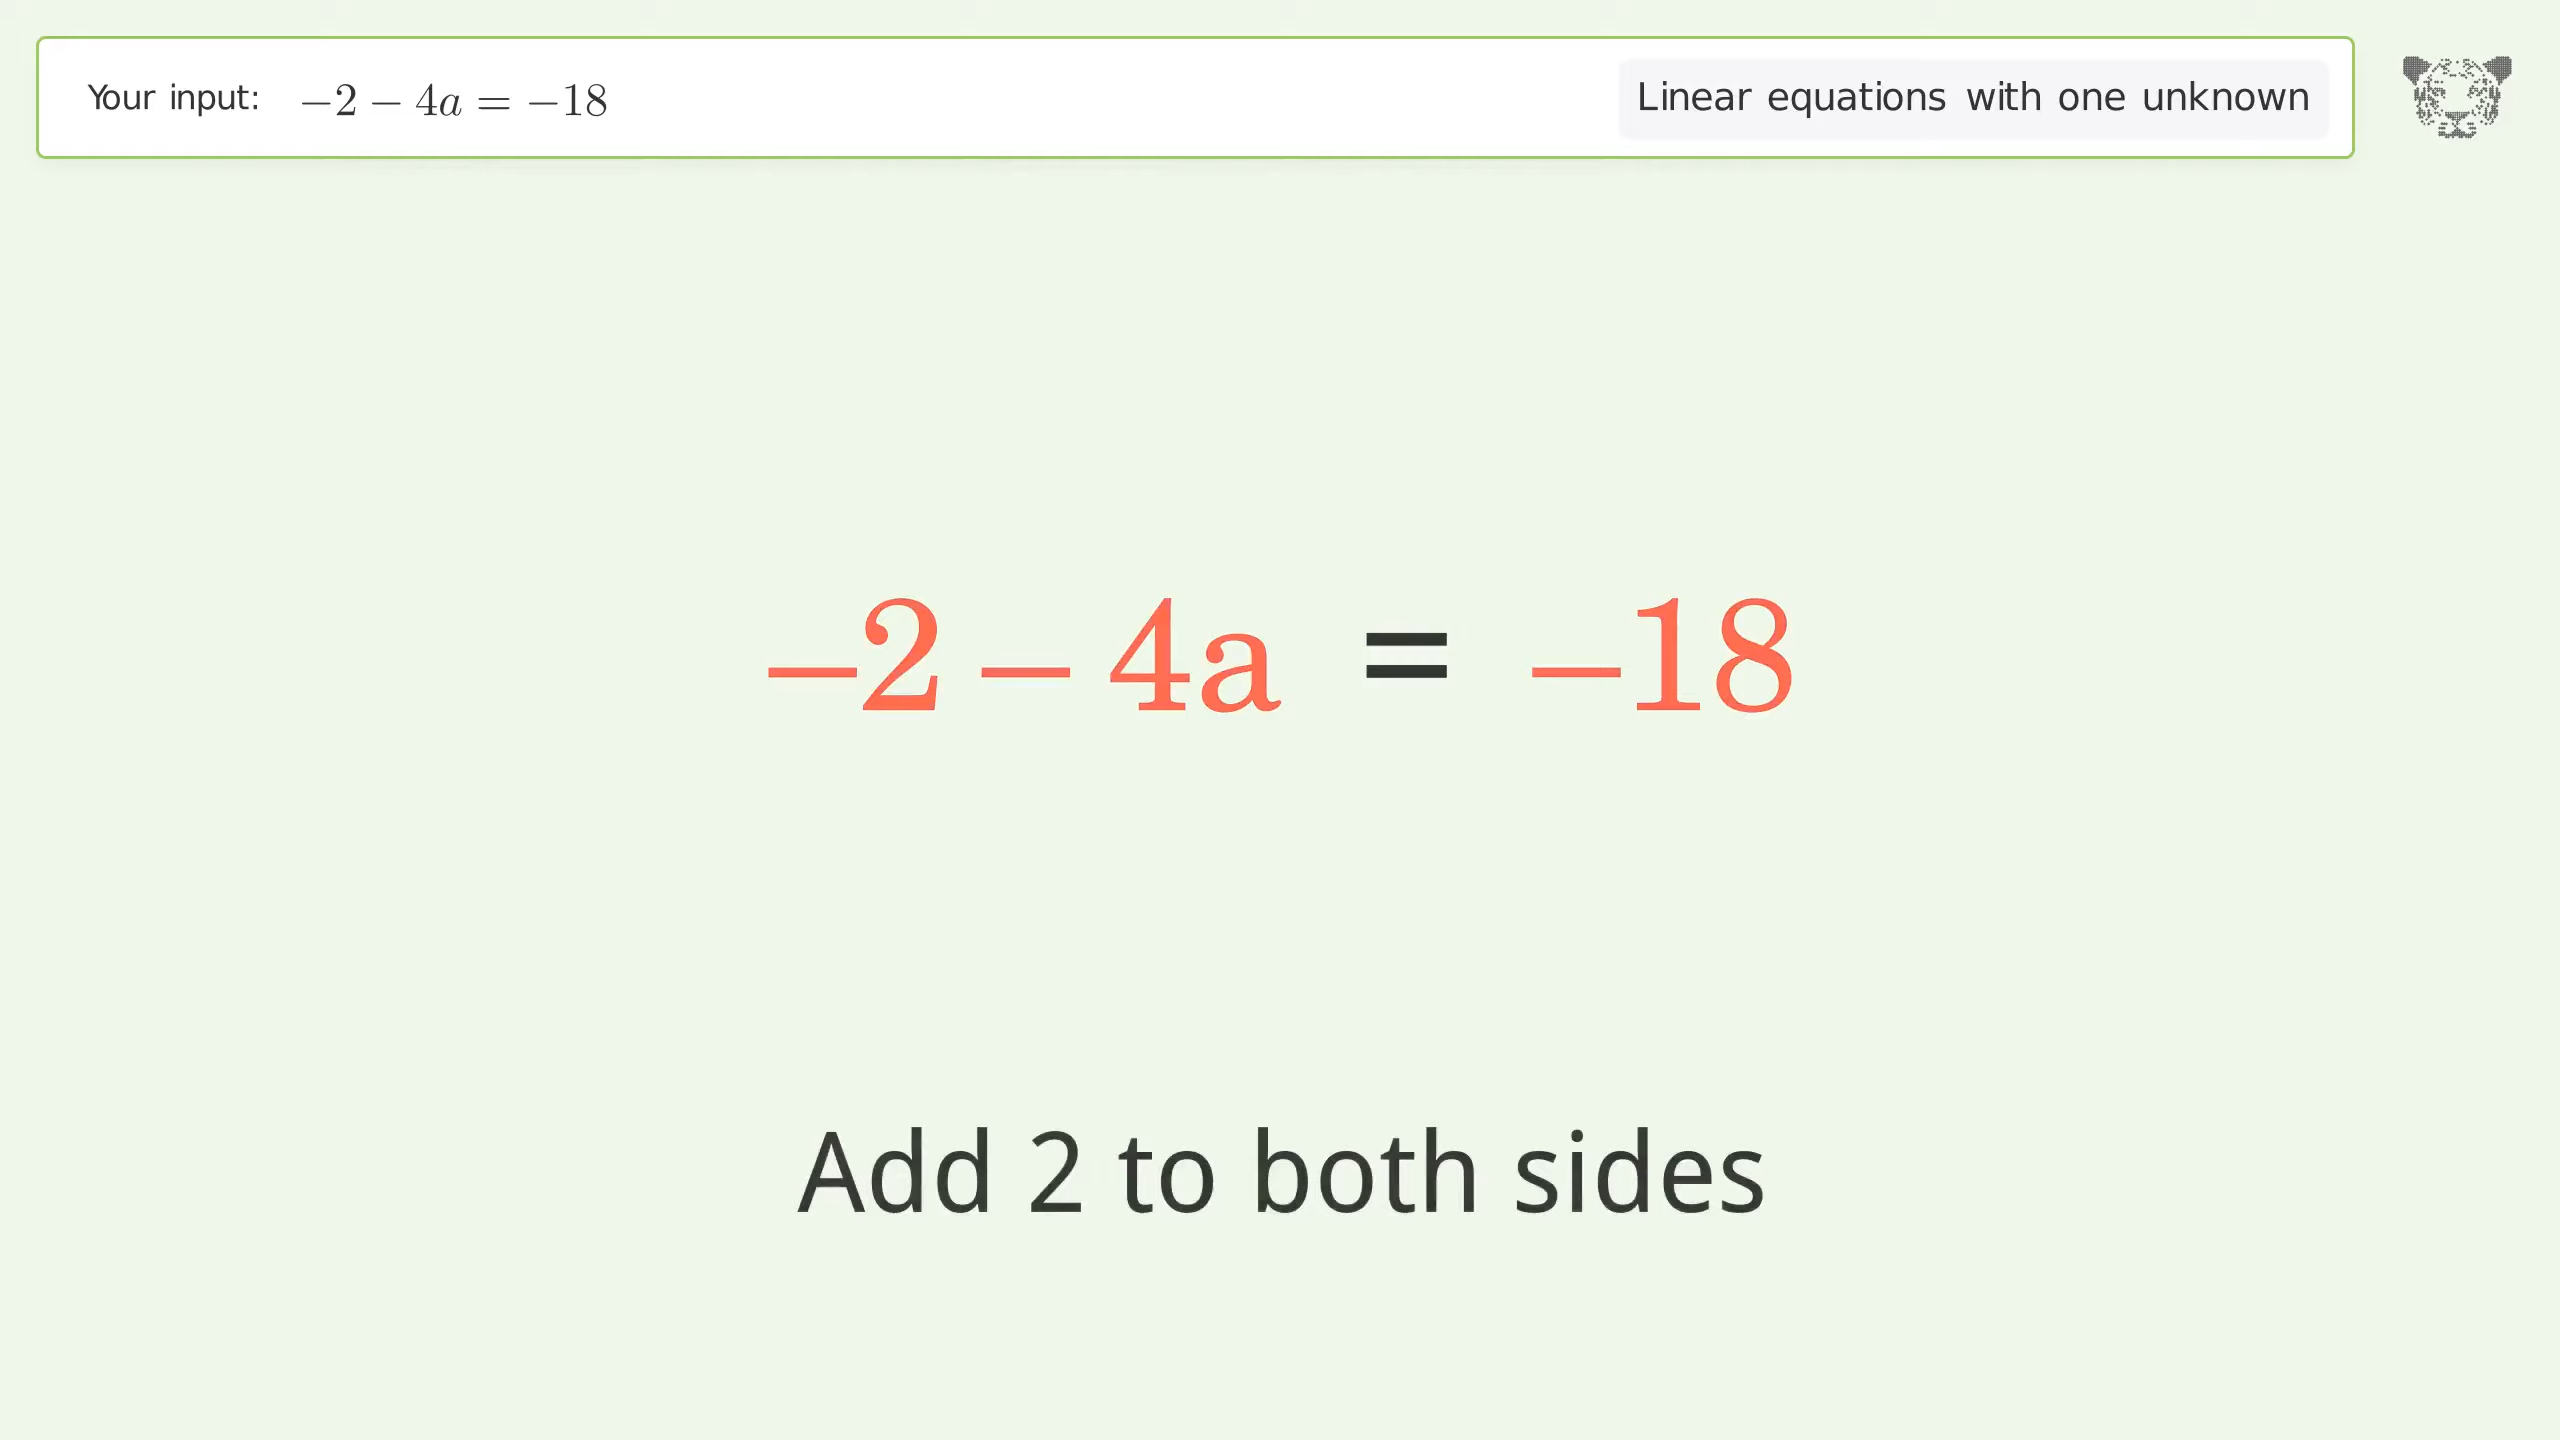 Your input: −2 − 4a = −18
Linear equations with one unknown
−2 − 4a = −18
Add 2 to both sides